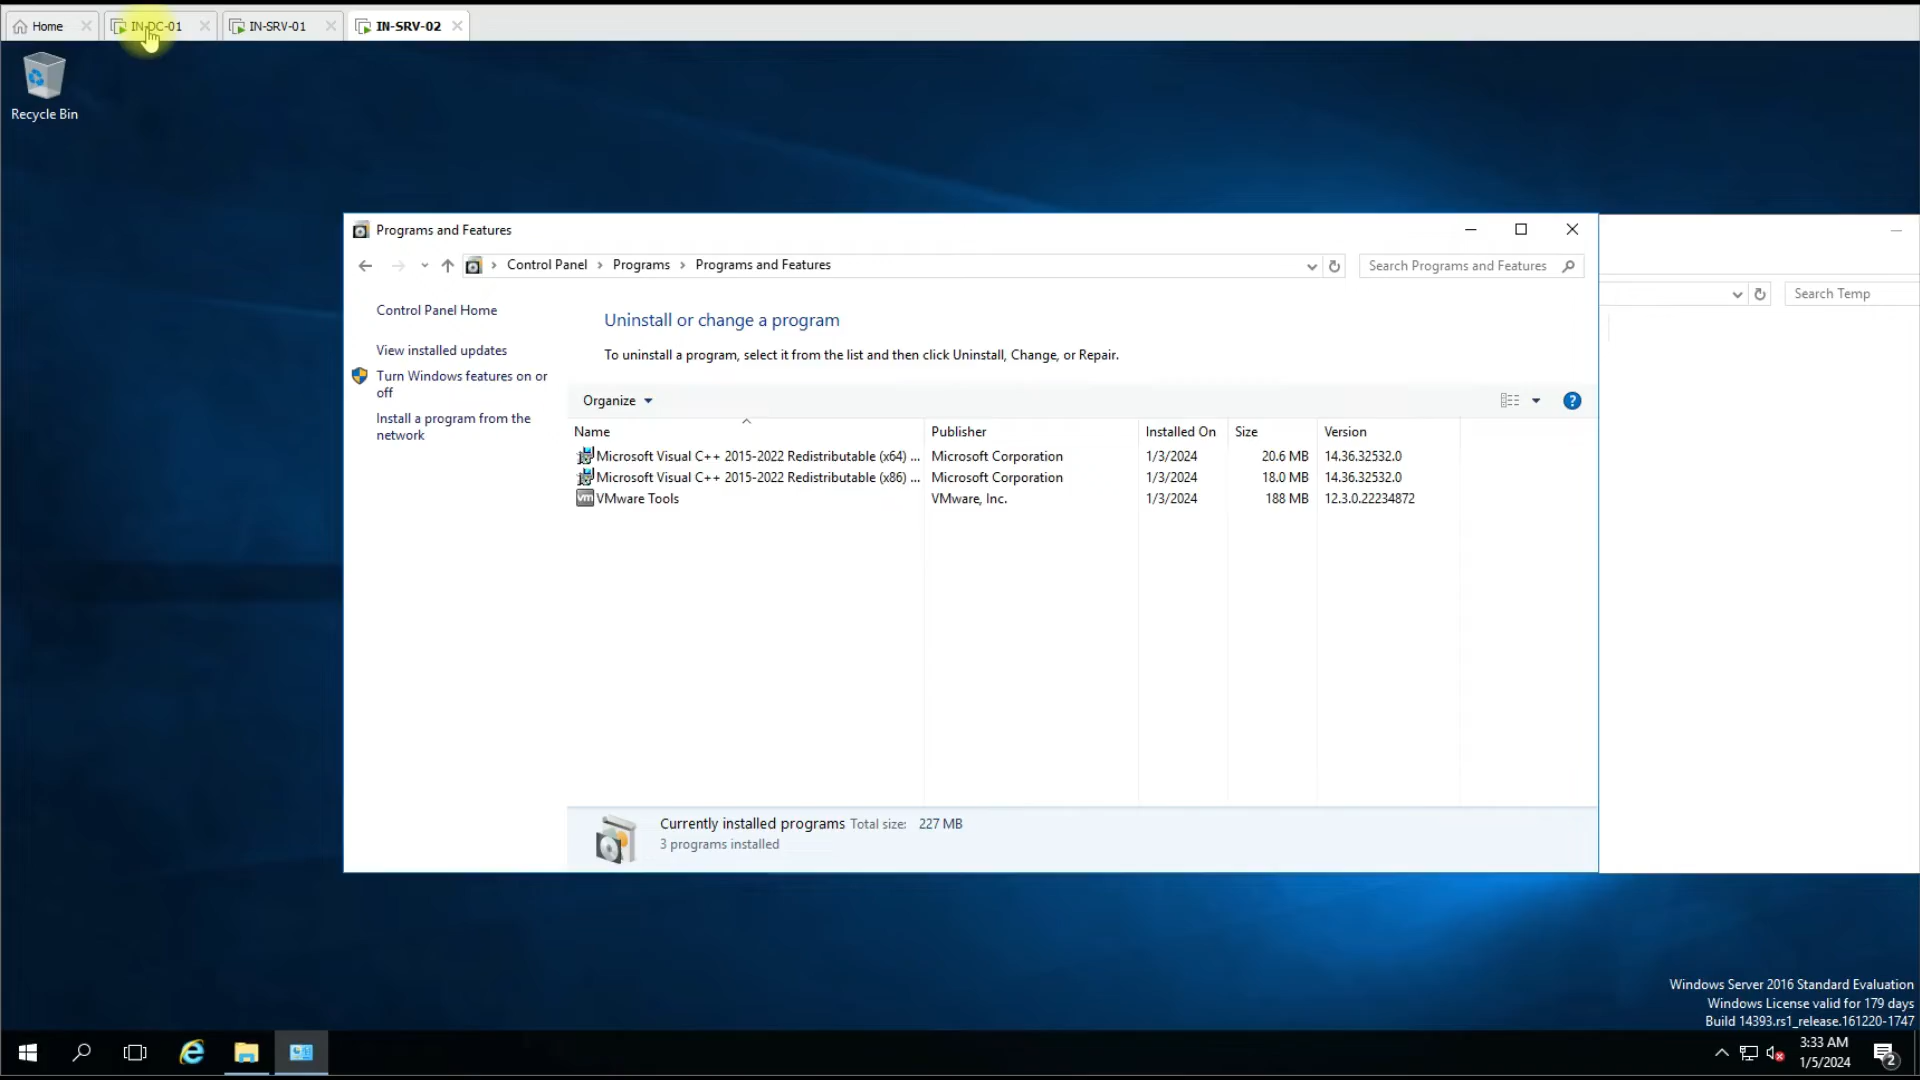 Home
IN-DC-01
IN-SRV-01
IN-SRV-02
Recycle Bin
Programs and Features
Control Panel > Programs > Programs and Features
Search Programs and Features
Search Temp
Control Panel Home
View installed updates
Turn Windows features on or
off
Install a program from the
network
Uninstall or change a program
To uninstall a program, select it from the list and then click Uninstall, Change, or Repair.
Organize
Name Publisher Installed On Size Version
Microsoft Visual C++ 2015-2022 Redistributable (x64) ... Microsoft Corporation 1/3/2024 20.6 MB 14.36.32532.0
Microsoft Visual C++ 2015-2022 Redistributable (x86) ... Microsoft Corporation 1/3/2024 18.0 MB 14.36.32532.0
VMware Tools VMware, Inc. 1/3/2024 188 MB 12.3.0.22234872
Currently installed programs Total size: 227 MB
3 programs installed
Windows Server 2016 Standard Evaluation
Windows License valid for 179 days
Build 14393.rs1_release.161220-1747
3:33 AM
1/5/2024
2